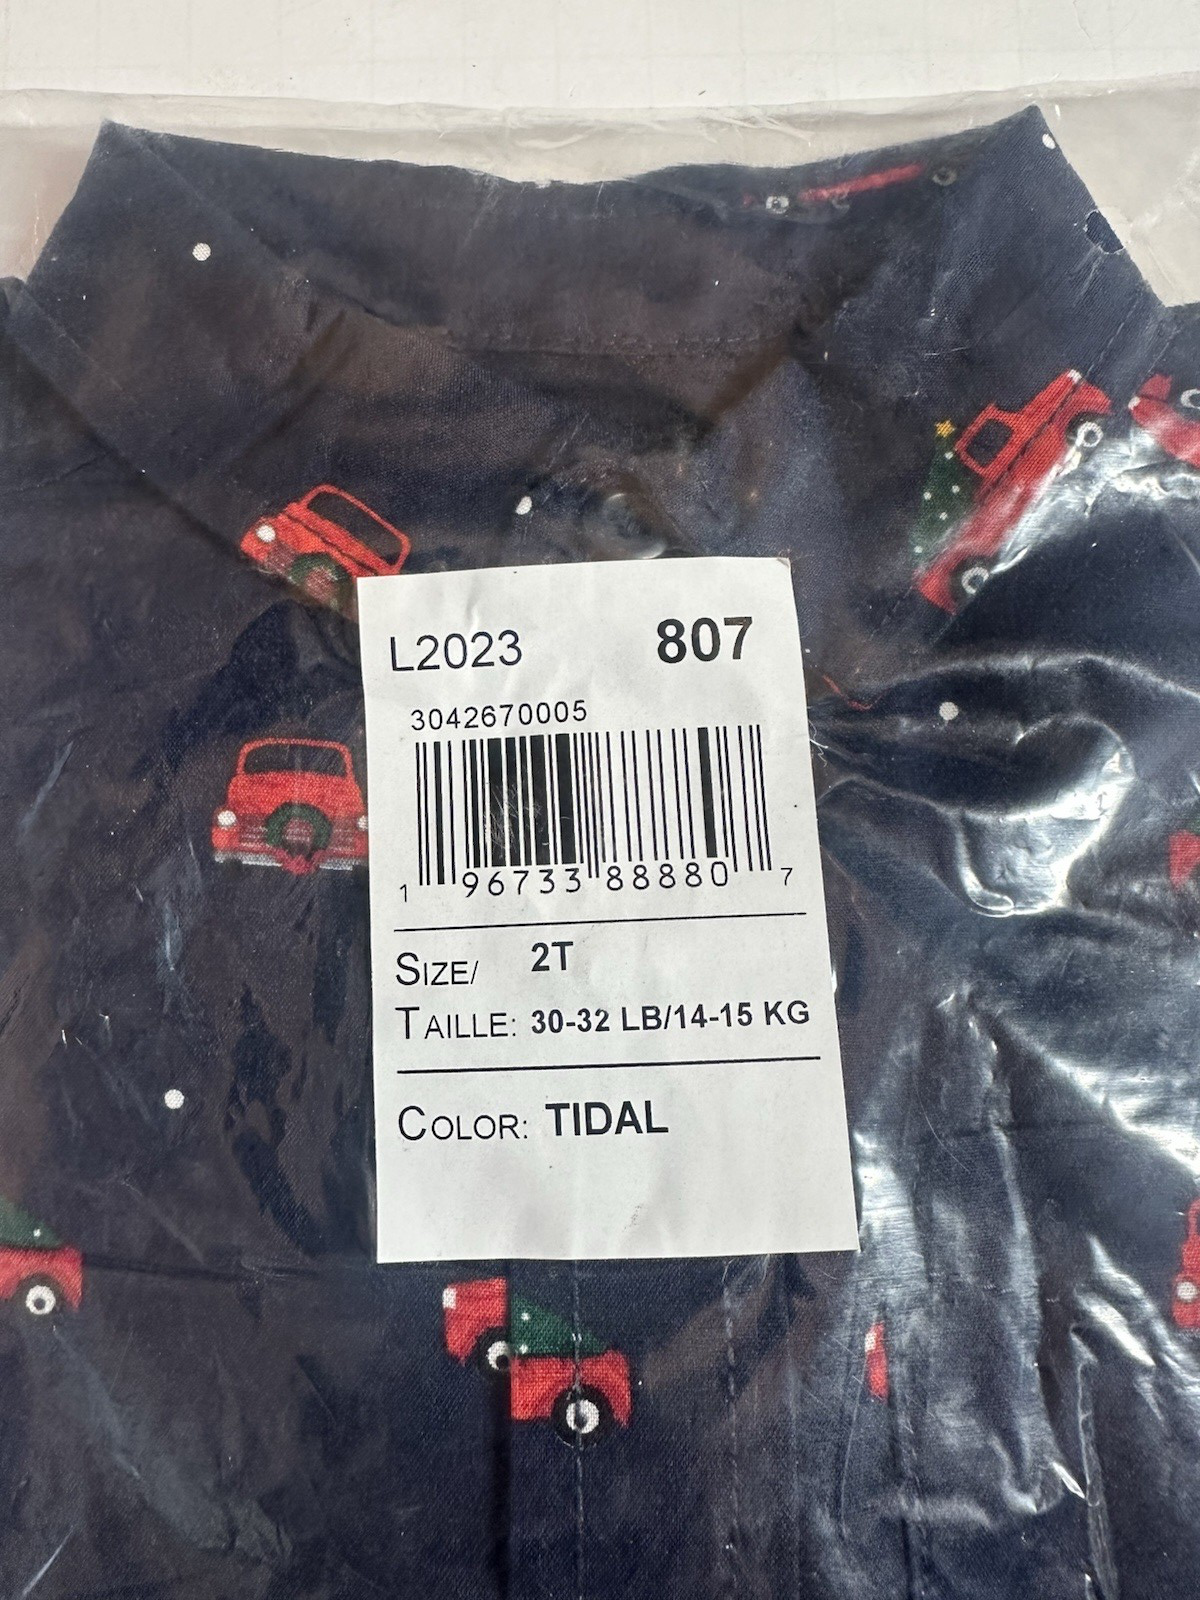 L2023 807
3042670005
1 96733 88880 7
SIZE/ 2T
TAILLE: 30-32 LB/14-15 KG
COLOR: TIDAL